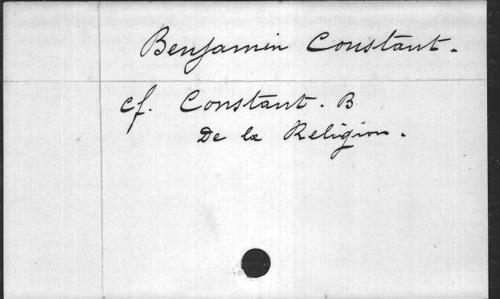 Benjamin Constant.
cf. Constant. B
De la Religion.